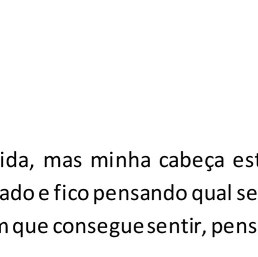 ida, mas minha cabeça est
ado e fico pensando qual se
m que consegue sentir, pens